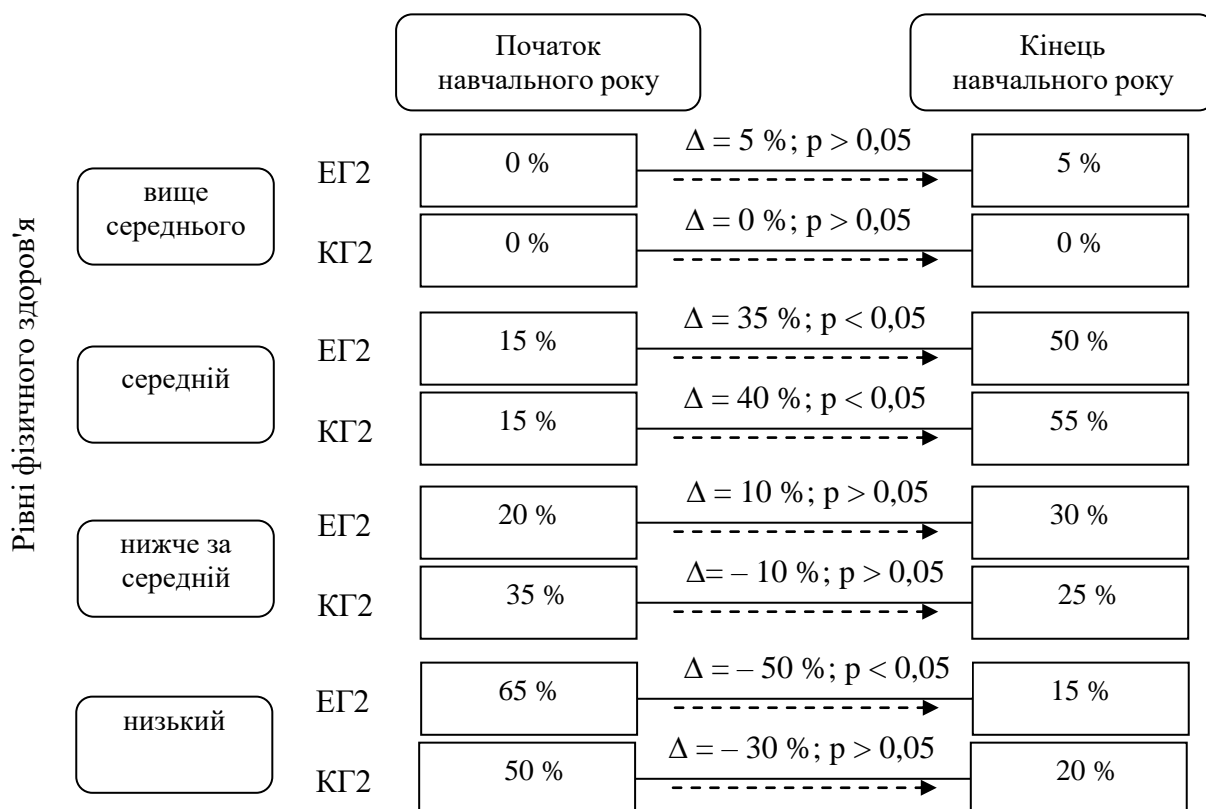 Початок
навчального року
Кінець
навчального року
Рівні фізичного здоров'я
вище
середнього
ЕГ2
0 %
Δ = 5 %; p > 0,05
5 %
КГ2
0 %
Δ = 0 %; p > 0,05
0 %
середній
ЕГ2
15 %
Δ = 35 %; p < 0,05
50 %
КГ2
15 %
Δ = 40 %; p < 0,05
55 %
нижче за
середній
ЕГ2
20 %
Δ = 10 %; p > 0,05
30 %
КГ2
35 %
Δ= – 10 %; p > 0,05
25 %
низький
ЕГ2
65 %
Δ = – 50 %; p < 0,05
15 %
КГ2
50 %
Δ = – 30 %; p > 0,05
20 %